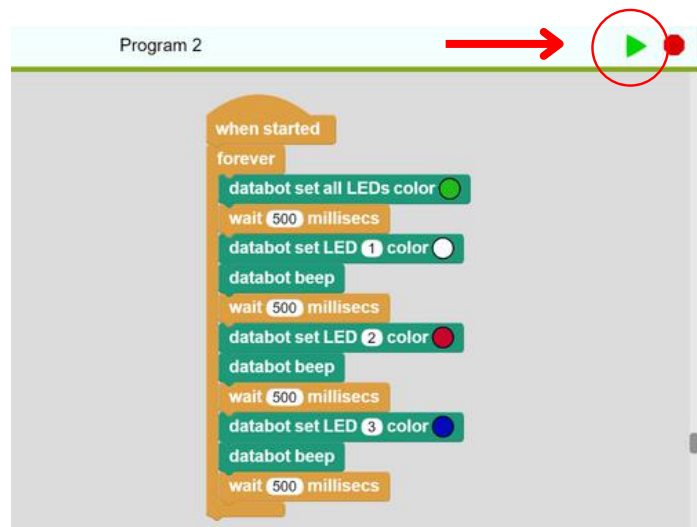 Program 2
when started
forever
databot set all LEDs color
wait 500 millisecs
databot set LED 1 color
databot beep
wait 500 millisecs
databot set LED 2 color
databot beep
wait 500 millisecs
databot set LED 3 color
databot beep
wait 500 millisecs